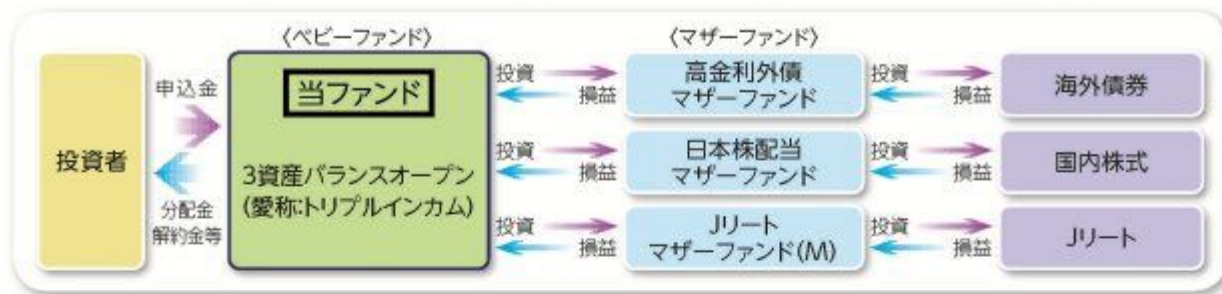 〈ベビーファンド〉
〈マザーファンド〉
投資者
申込金
分配金
解約金等
当ファンド
3資産バランスオープン
(愛称:トリプルインカム)
投資
損益
高金利外債
マザーファンド
投資
損益
海外債券
投資
損益
日本株配当
マザーファンド
投資
損益
国内株式
投資
損益
Jリート
マザーファンド(M)
投資
損益
Jリート